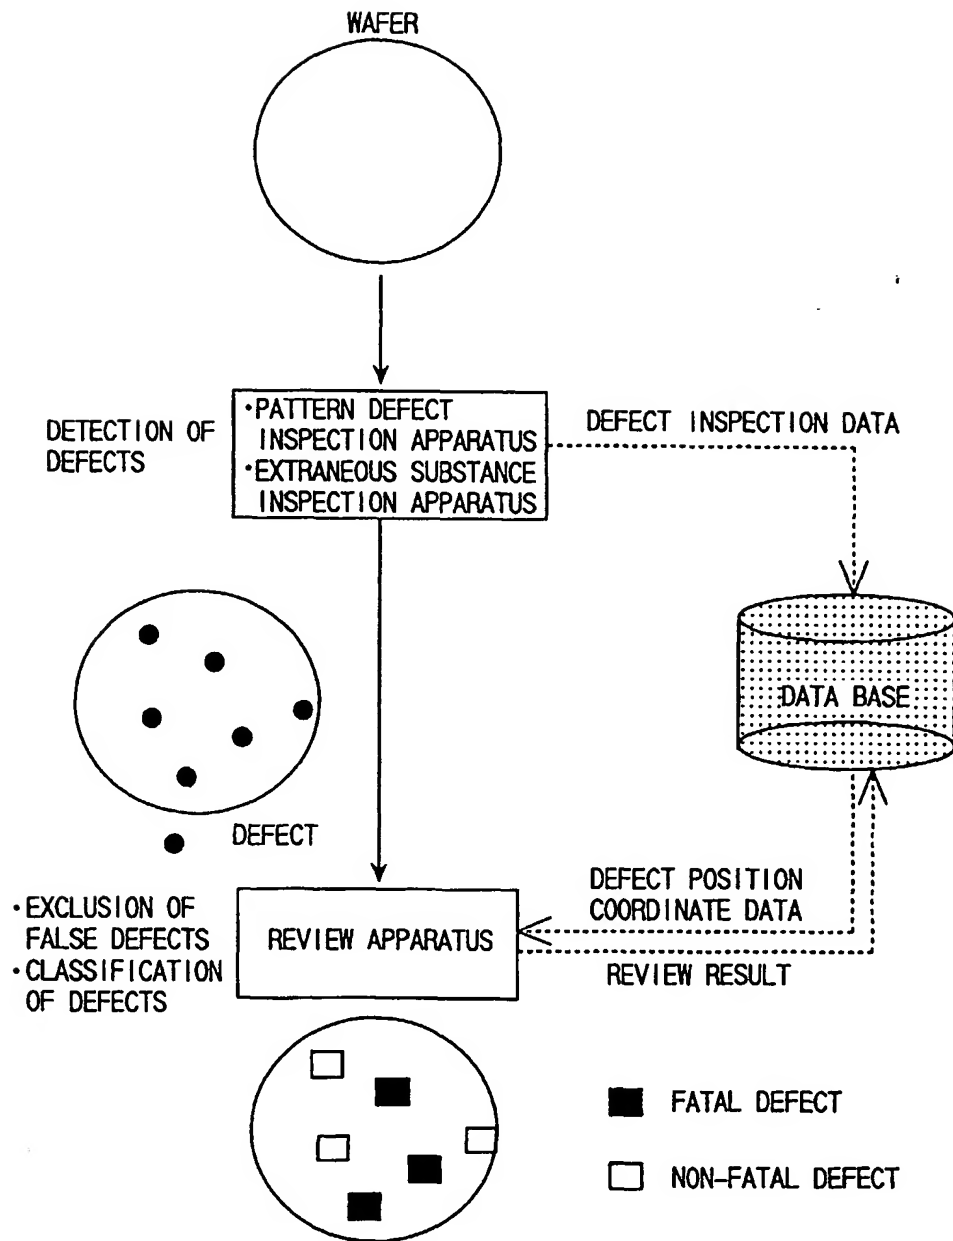 WAFER
DETECTION OF
DEFECTS
·PATTERN DEFECT
INSPECTION APPARATUS
·EXTRANEOUS SUBSTANCE
INSPECTION APPARATUS
DEFECT INSPECTION DATA
DATA BASE
DEFECT
·EXCLUSION OF
FALSE DEFECTS
·CLASSIFICATION
OF DEFECTS
REVIEW APPARATUS
DEFECT POSITION
COORDINATE DATA
REVIEW RESULT
FATAL DEFECT
NON-FATAL DEFECT